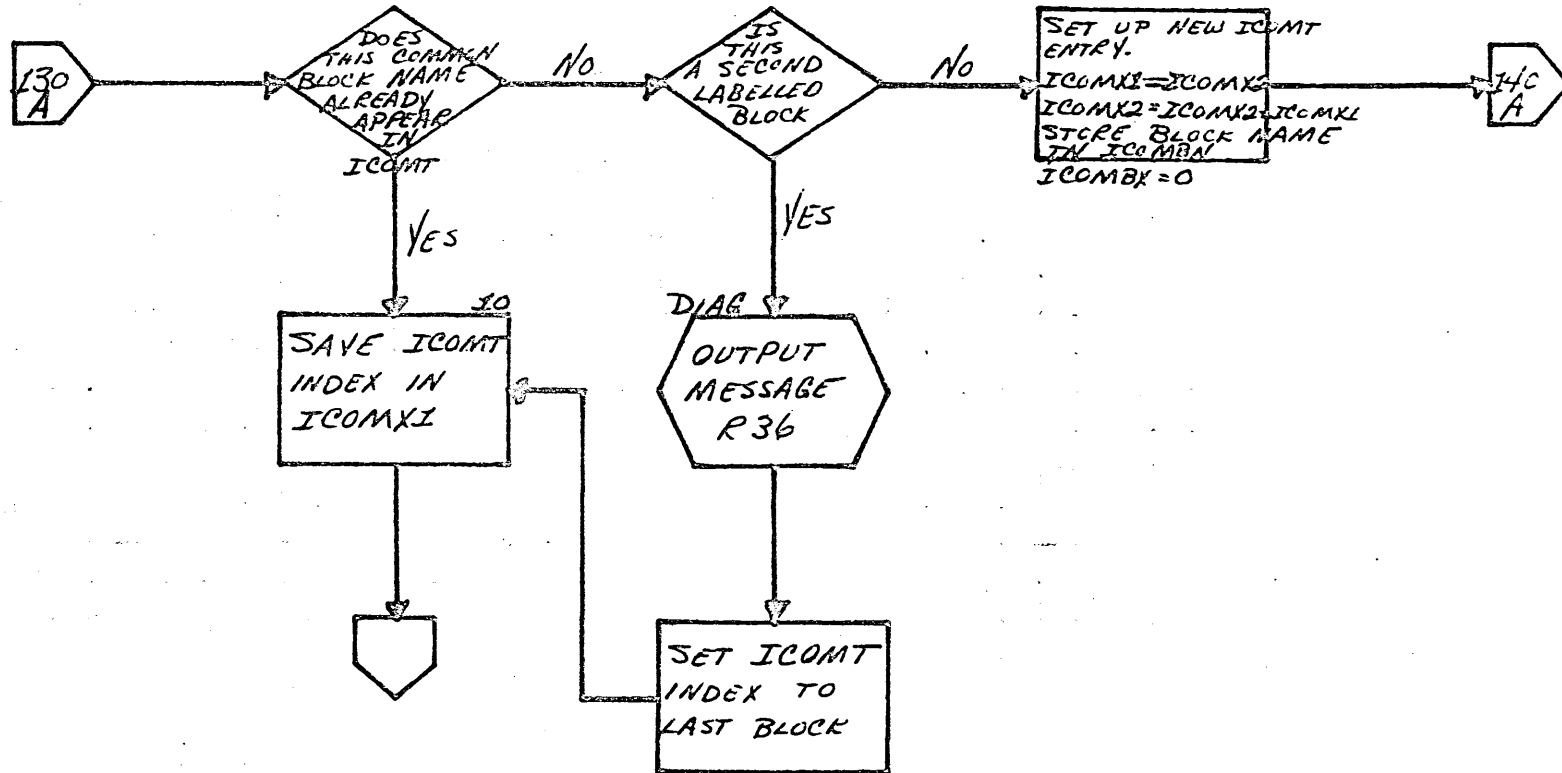 130
A
DOES
THIS COMMON
BLOCK NAME
ALREADY
APPEAR
IN
ICOMT
NO
IS
THIS
A SECOND
LABELLED
BLOCK
NO
SET UP NEW ICOMT
ENTRY.
ICOMX1=ICOMX2
ICOMX2=ICOMX2+ICOMX1
STORE BLOCK NAME
IN ICOMBN
ICOMBX=0
A
YES
YES
10
SAVE ICOMT
INDEX IN
ICOMX1
DIAG
OUTPUT
MESSAGE
R36
SET ICOMT
INDEX TO
LAST BLOCK